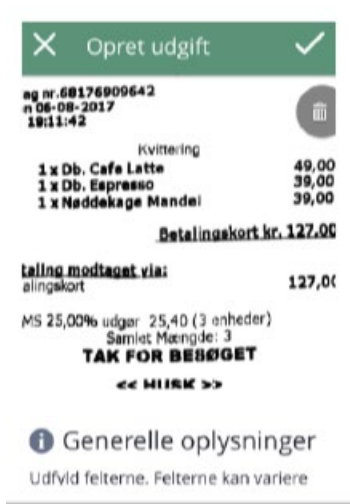 Opret udgift
ag nr.68176909642
n 06-08-2017
19:11:42
Kvittering
1 x Db. Cafe Latte 49,00
1 x Db. Espresso 39,00
1 x Nøddekage Mandel 39,00
Betalingskort kr. 127.00
taling modtaget via:
alingskort 127,0(
MS 25,00% udgør 25,40 (3 enheder)
Samlet Mængde: 3
TAK FOR BESØGET
<< HUSK >>
Generelle oplysninger
Udfyld felterne. Felterne kan variere